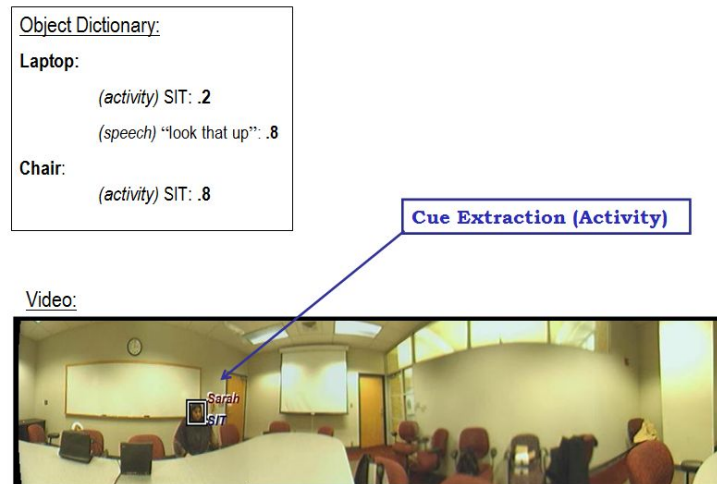 Object Dictionary:
Laptop:
(activity) SIT: .2
(speech) “look that up”: .8
Chair:
(activity) SIT: .8
Cue Extraction (Activity)
Video:
Sarah
SIT